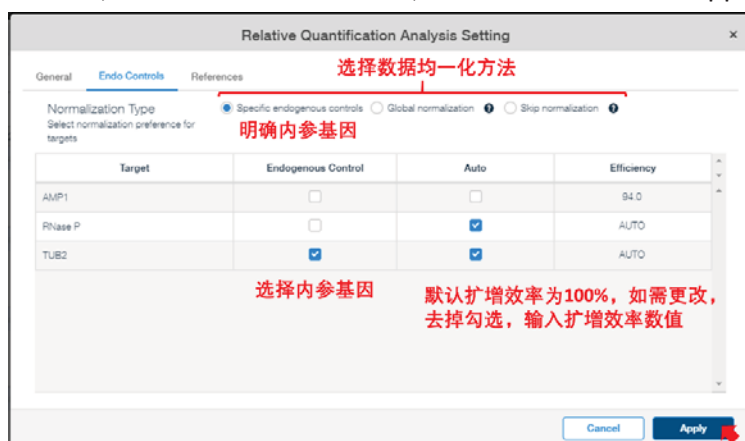 Relative Quantification Analysis Setting
×
General Endo Controls References
选择数据均一化方法
Normalization Type
Select normalization preference for
targets
Specific endogenous controls Global normalization Skip normalization
明确内参基因
Target Endogenous Control Auto Efficiency
AMP1 94.0
RNase P AUTO
TUB2 AUTO
选择内参基因
默认扩增效率为100%，如需更改，
去掉勾选，输入扩增效率数值
Cancel Apply